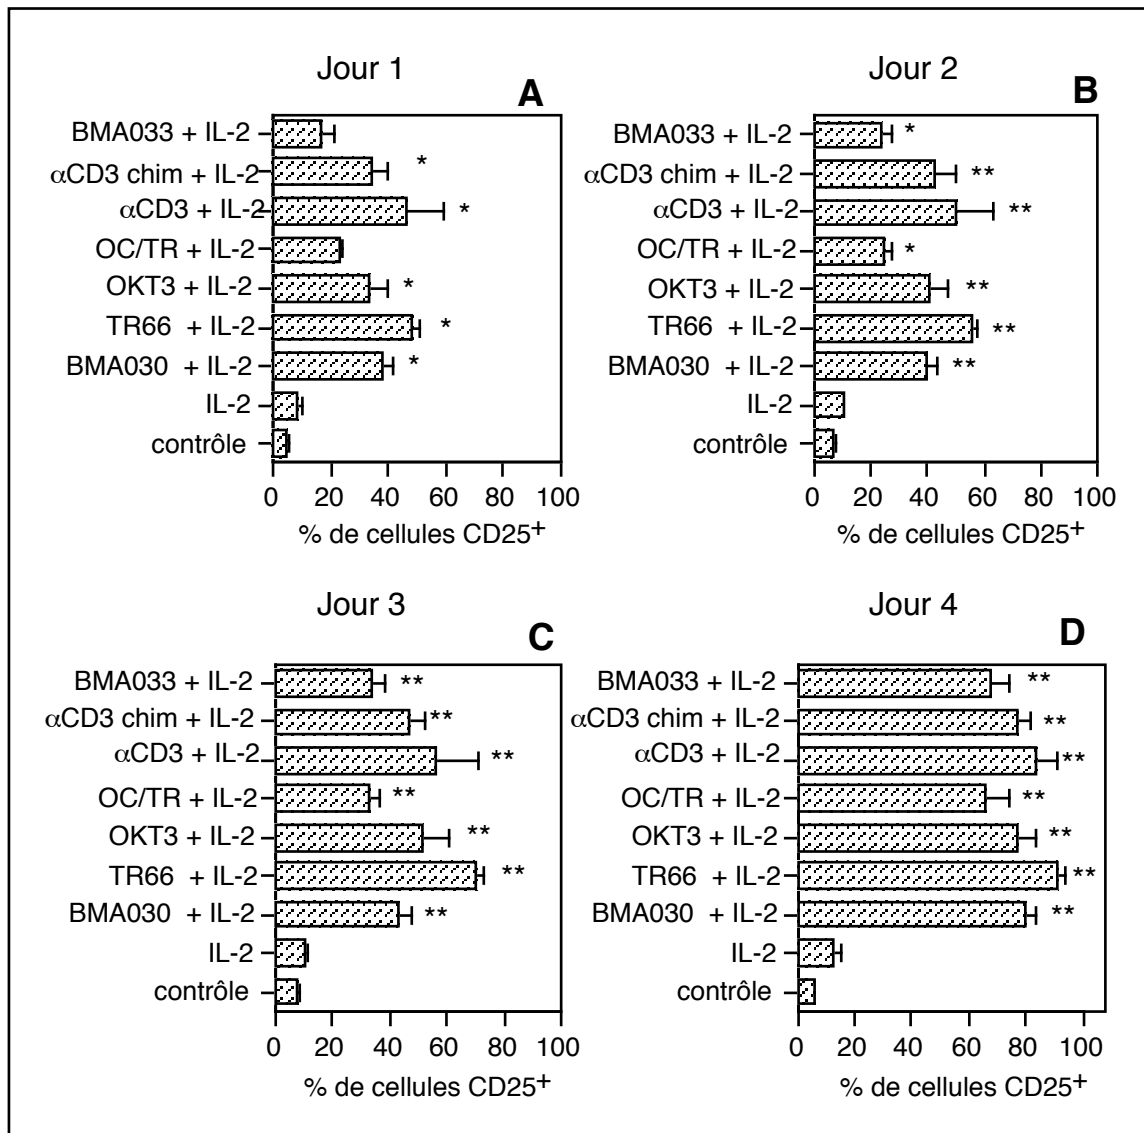 Jour 1
A
BMA033 + IL-2
αCD3 chim + IL-2
*
αCD3 + IL-2
*
OC/TR + IL-2
OKT3 + IL-2
*
TR66 + IL-2
*
BMA030 + IL-2
*
IL-2
contrôle
0 20 40 60 80 100
% de cellules CD25+
Jour 2
B
BMA033 + IL-2
*
αCD3 chim + IL-2
**
αCD3 + IL-2
**
OC/TR + IL-2
*
OKT3 + IL-2
**
TR66 + IL-2
**
BMA030 + IL-2
**
IL-2
contrôle
0 20 40 60 80 100
% de cellules CD25+
Jour 3
C
BMA033 + IL-2
**
αCD3 chim + IL-2
**
αCD3 + IL-2
**
OC/TR + IL-2
**
OKT3 + IL-2
**
TR66 + IL-2
**
BMA030 + IL-2
**
IL-2
contrôle
0 20 40 60 80 100
% de cellules CD25+
Jour 4
D
BMA033 + IL-2
**
αCD3 chim + IL-2
**
αCD3 + IL-2
**
OC/TR + IL-2
**
OKT3 + IL-2
**
TR66 + IL-2
**
BMA030 + IL-2
**
IL-2
contrôle
0 20 40 60 80 100
% de cellules CD25+